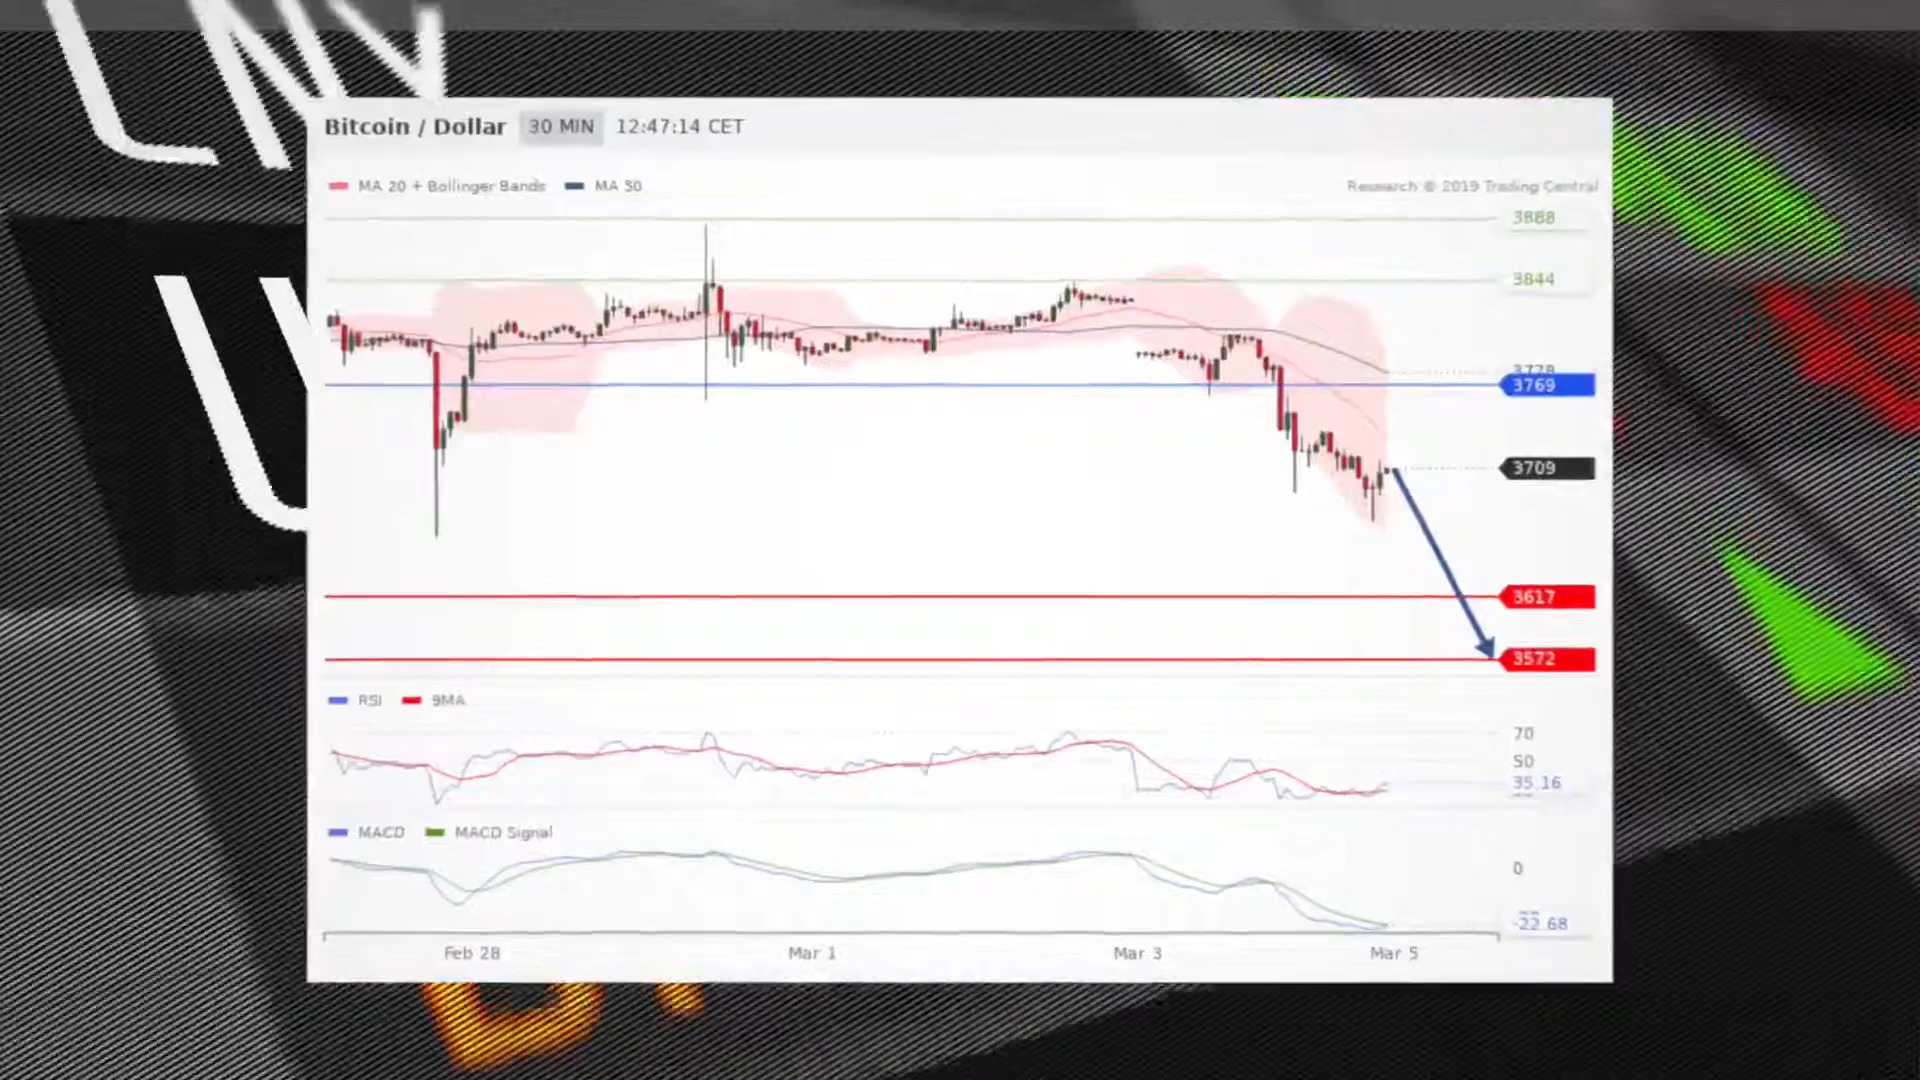 Bitcoin / Dollar 30 MIN 12:47:14 CET
MA 20 + Bollinger Bands MA 50
Research © 2019 Trading Central
3888
3844
3769
3709
3617
3572
RSI 9MA
70
50
35.16
MACD MACD Signal
0
-22.68
Feb 28 Mar 1 Mar 3 Mar 5